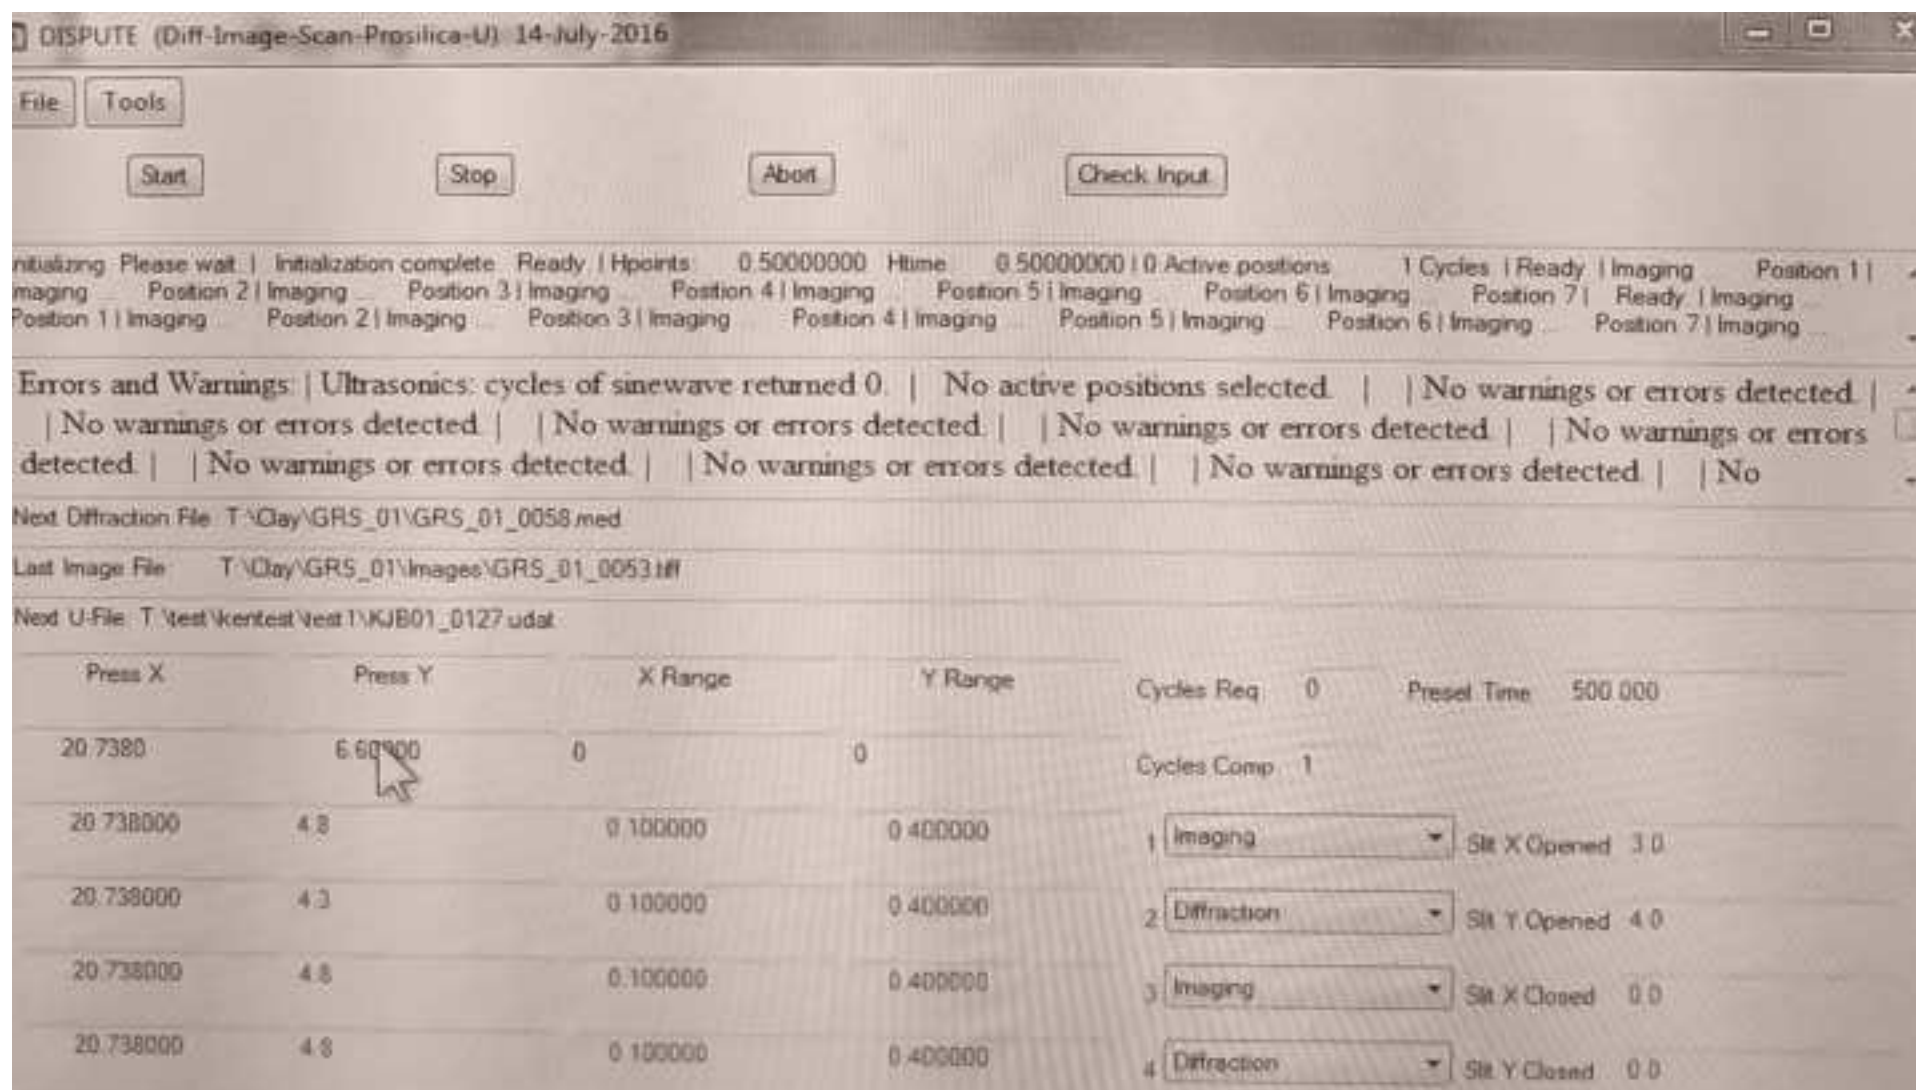 DISPUTE (Diff-Image-Scan-Prosilica-U) 14-July-2016
File Tools
Start Stop Abort Check Input
nitializing Please wait | Initialization complete Ready | Hpoints 0.50000000 Htime 0.50000000 | 0 Active positions 1 Cycles | Ready | Imaging Position 1 |
maging ... Position 2 | Imaging ... Position 3 | Imaging ... Position 4 | Imaging ... Position 5 | Imaging ... Position 6 | Imaging ... Position 7 | Ready | Imaging ...
Position 1 | Imaging ... Position 2 | Imaging ... Position 3 | Imaging ... Position 4 | Imaging ... Position 5 | Imaging ... Position 6 | Imaging ... Position 7 | Imaging ...
Errors and Warnings: | Ultrasonics: cycles of sinewave returned 0. | No active positions selected. | | No warnings or errors detected. |
| No warnings or errors detected. | | No warnings or errors detected. | | No warnings or errors detected. | | No warnings or errors
detected. | | No warnings or errors detected. | | No warnings or errors detected. | | No warnings or errors detected. | | No
Next Diffraction File T:\Clay\GRS_01\GRS_01_0058.med
Last Image File T:\Clay\GRS_01\Images\GRS_01_0053.tiff
Next U-File T:\test\kentest\test1\KJB01_0127.udat
Press X Press Y X Range Y Range Cycles Req 0 Preset Time 500.000
20.7380 0 0 Cycles Comp 1
20.738000 4.8 0.100000 0.400000 1 Imaging Slit X Opened 3.0
20.738000 4.3 0.100000 0.400000 2 Diffraction Slit Y Opened 4.0
20.738000 4.8 0.100000 0.400000 3 Imaging Slit X Closed 0.0
20.738000 4.8 0.100000 0.400000 4 Diffraction Slit Y Closed 0.0